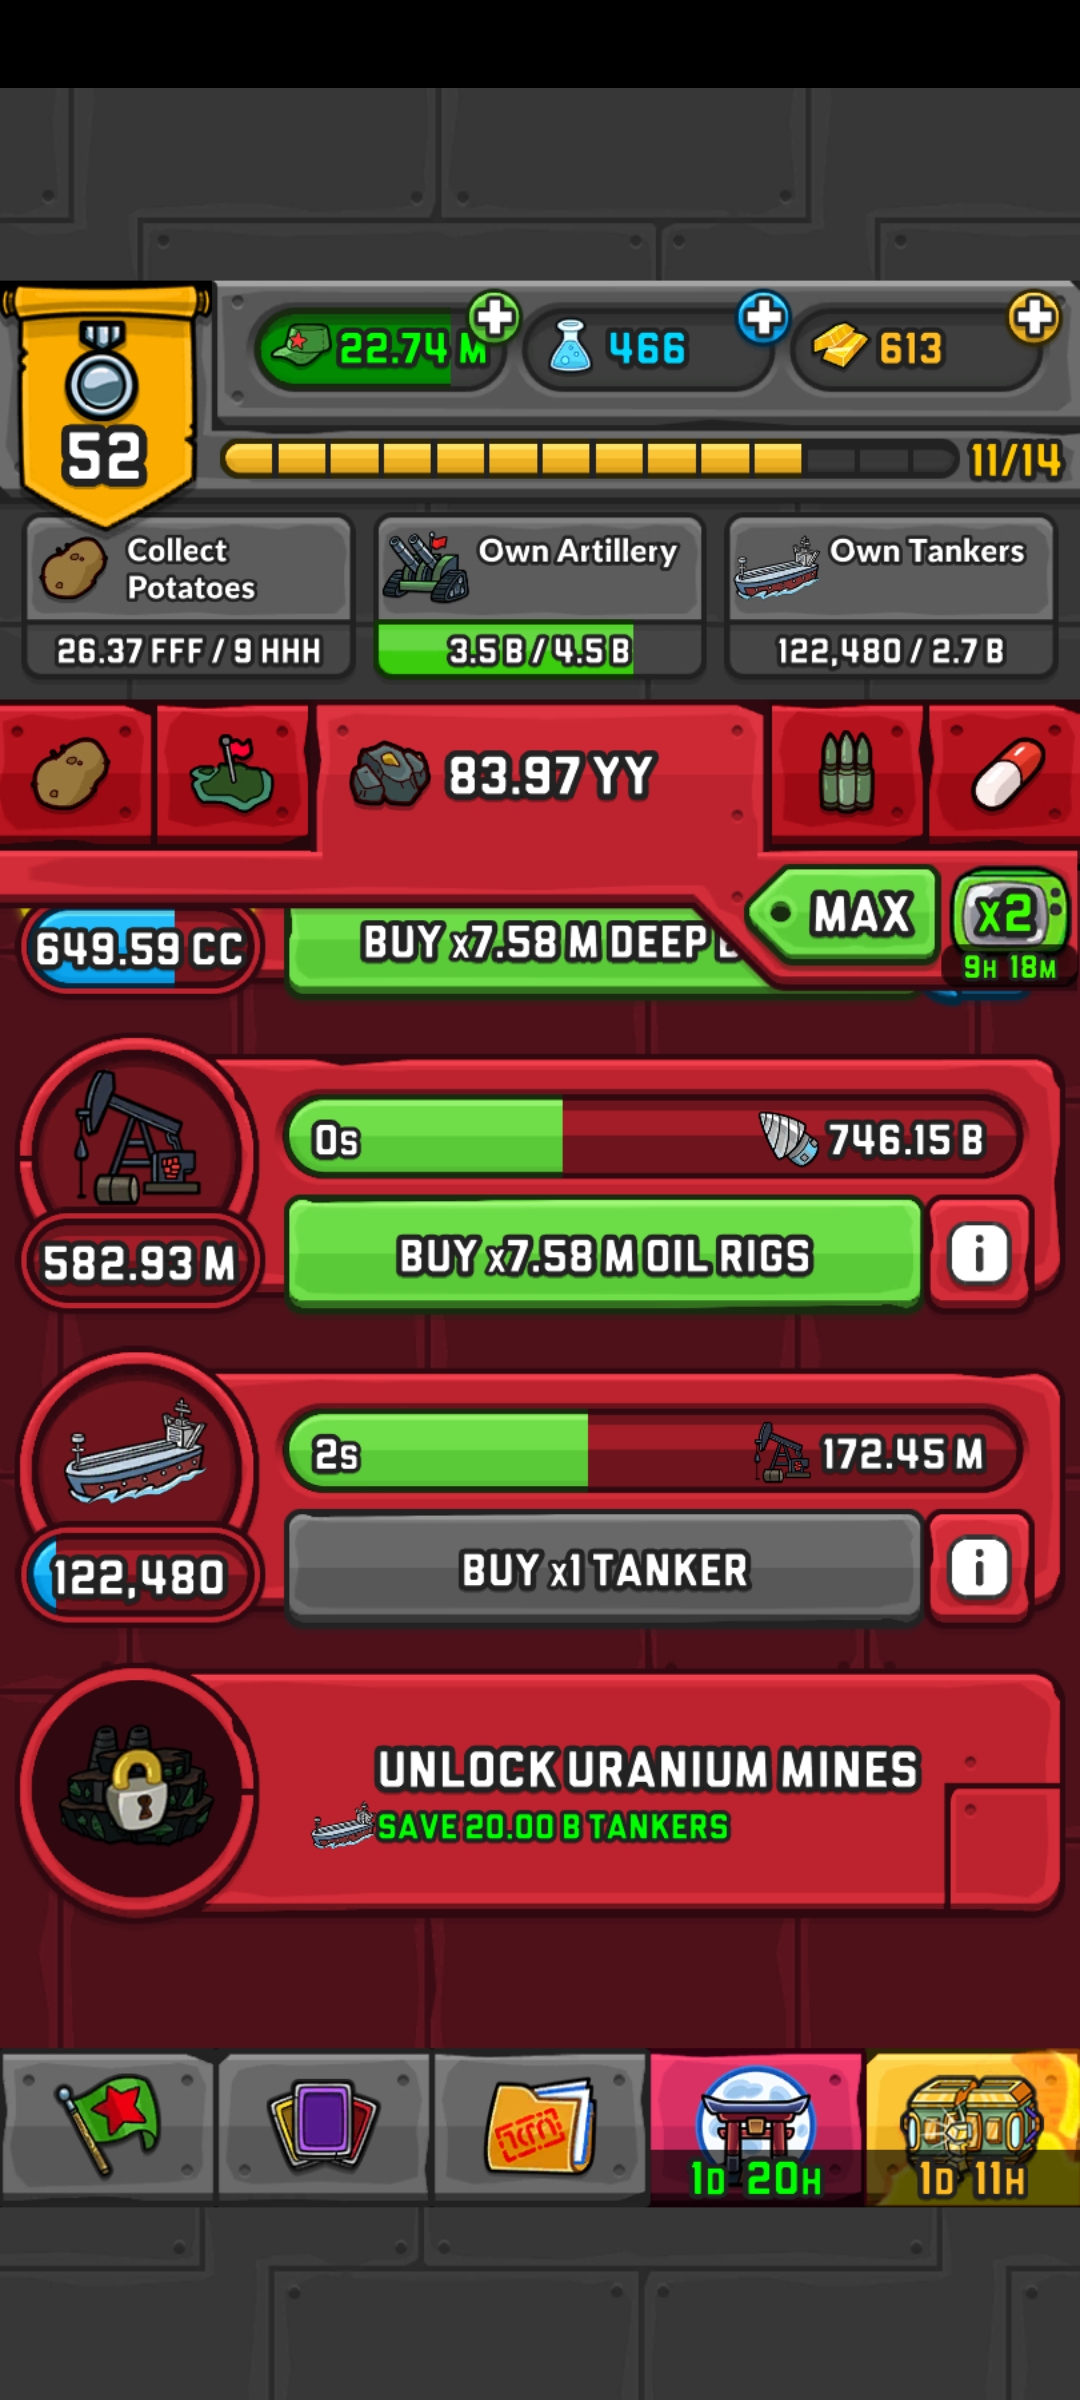 22.74 M
466
613
52
11/14
Collect
Potatoes
26.37 FFF / 9 HHH
Own Artillery
3.5 B / 4.5 B
Own Tankers
122,480 / 2.7 B
83.97 YY
MAX
x2
9H 18M
649.59 CC
BUY x7.58 M DEEP
0s
746.15 B
582.93 M
BUY x7.58 M OIL RIGS
i
2s
172.45 M
122,480
BUY x1 TANKER
i
UNLOCK URANIUM MINES
SAVE 20.00 B TANKERS
1D 20H
1D 11H